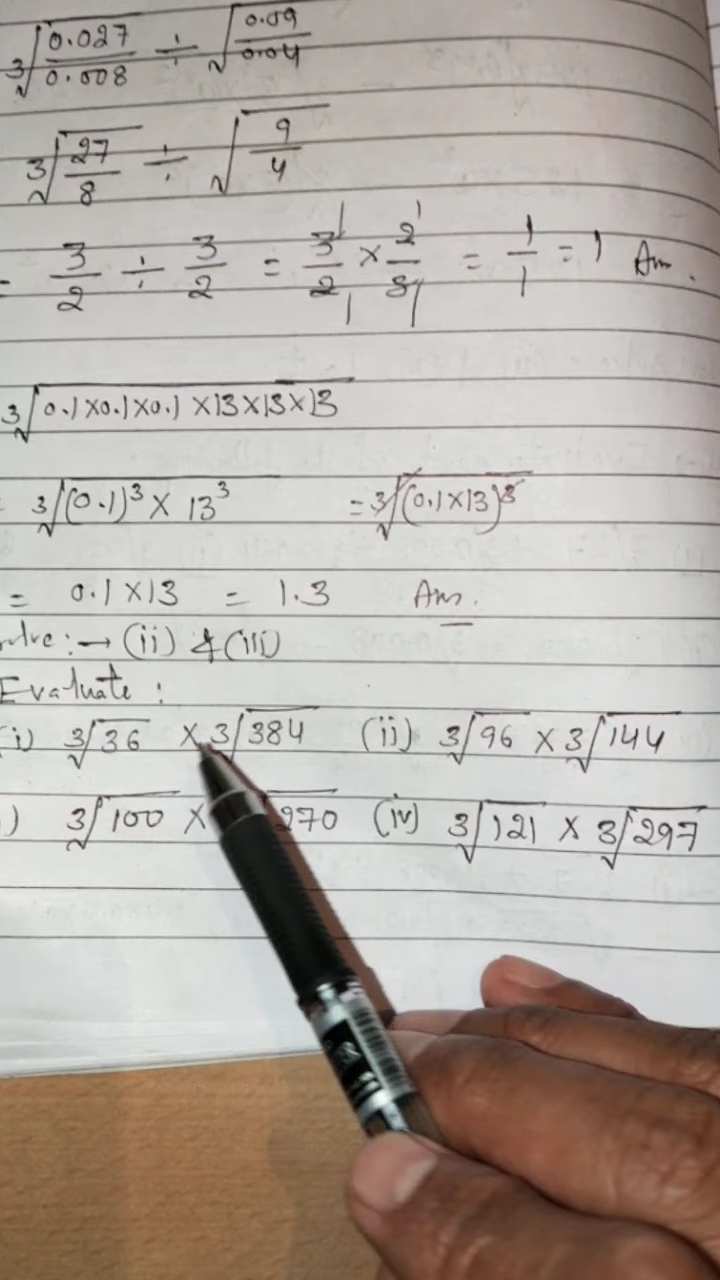 ∛(0.027/0.008) ÷ √(0.09/0.04)
∛(27/8) ÷ √(9/4)
= 3/2 ÷ 3/2 = 3/2 × 2/3 = 1/1 = 1 Ans.
∛(0.1×0.1×0.1×13×13×13)
= ∛((0.1)³ × 13³) = ∛((0.1×13)³)
= 0.1×13 = 1.3 Ans.
:→ (ii) & (iii)
Evaluate :
(i) ∛36 × ∛384 (ii) ∛96 × ∛144
) ∛100 × 270 (iv) ∛121 × ∛297